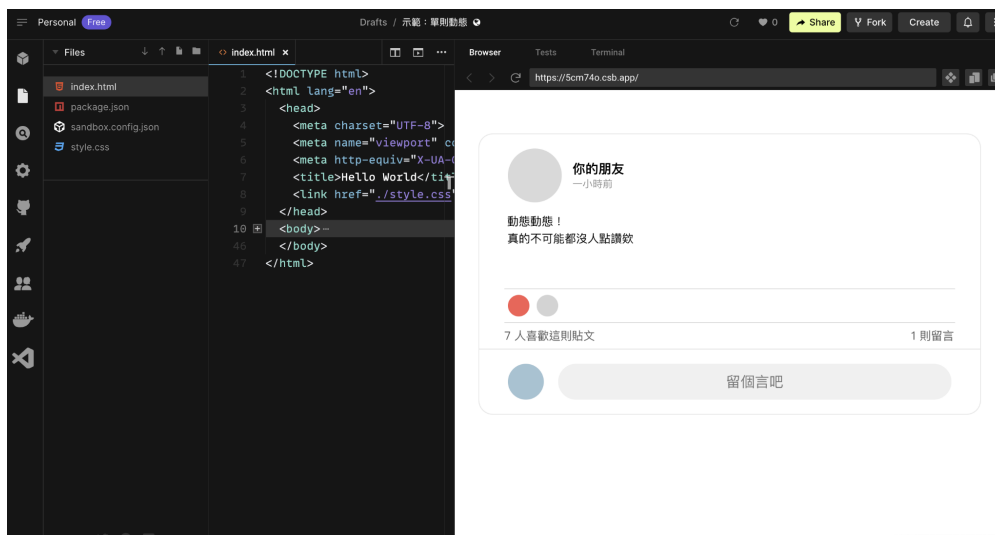 Personal Free
Drafts / 示範：單則動態
0
Share
Fork
Create
Files
index.html
package.json
sandbox.config.json
style.css
index.html
1 <!DOCTYPE html>
2 <html lang="en">
3 <head>
4 <meta charset="UTF-8">
5 <meta name="viewport" co
6 <meta http-equiv="X-UA-
7 <title>Hello World</tit
8 <link href="./style.css"
9 </head>
10 <body>
46 </body>
47 </html>
Browser Tests Terminal
https://5cm74o.csb.app/
你的朋友
一小時前
動態動態！
真的不可能都沒人點讚欸
7 人喜歡這則貼文
1 則留言
留個言吧